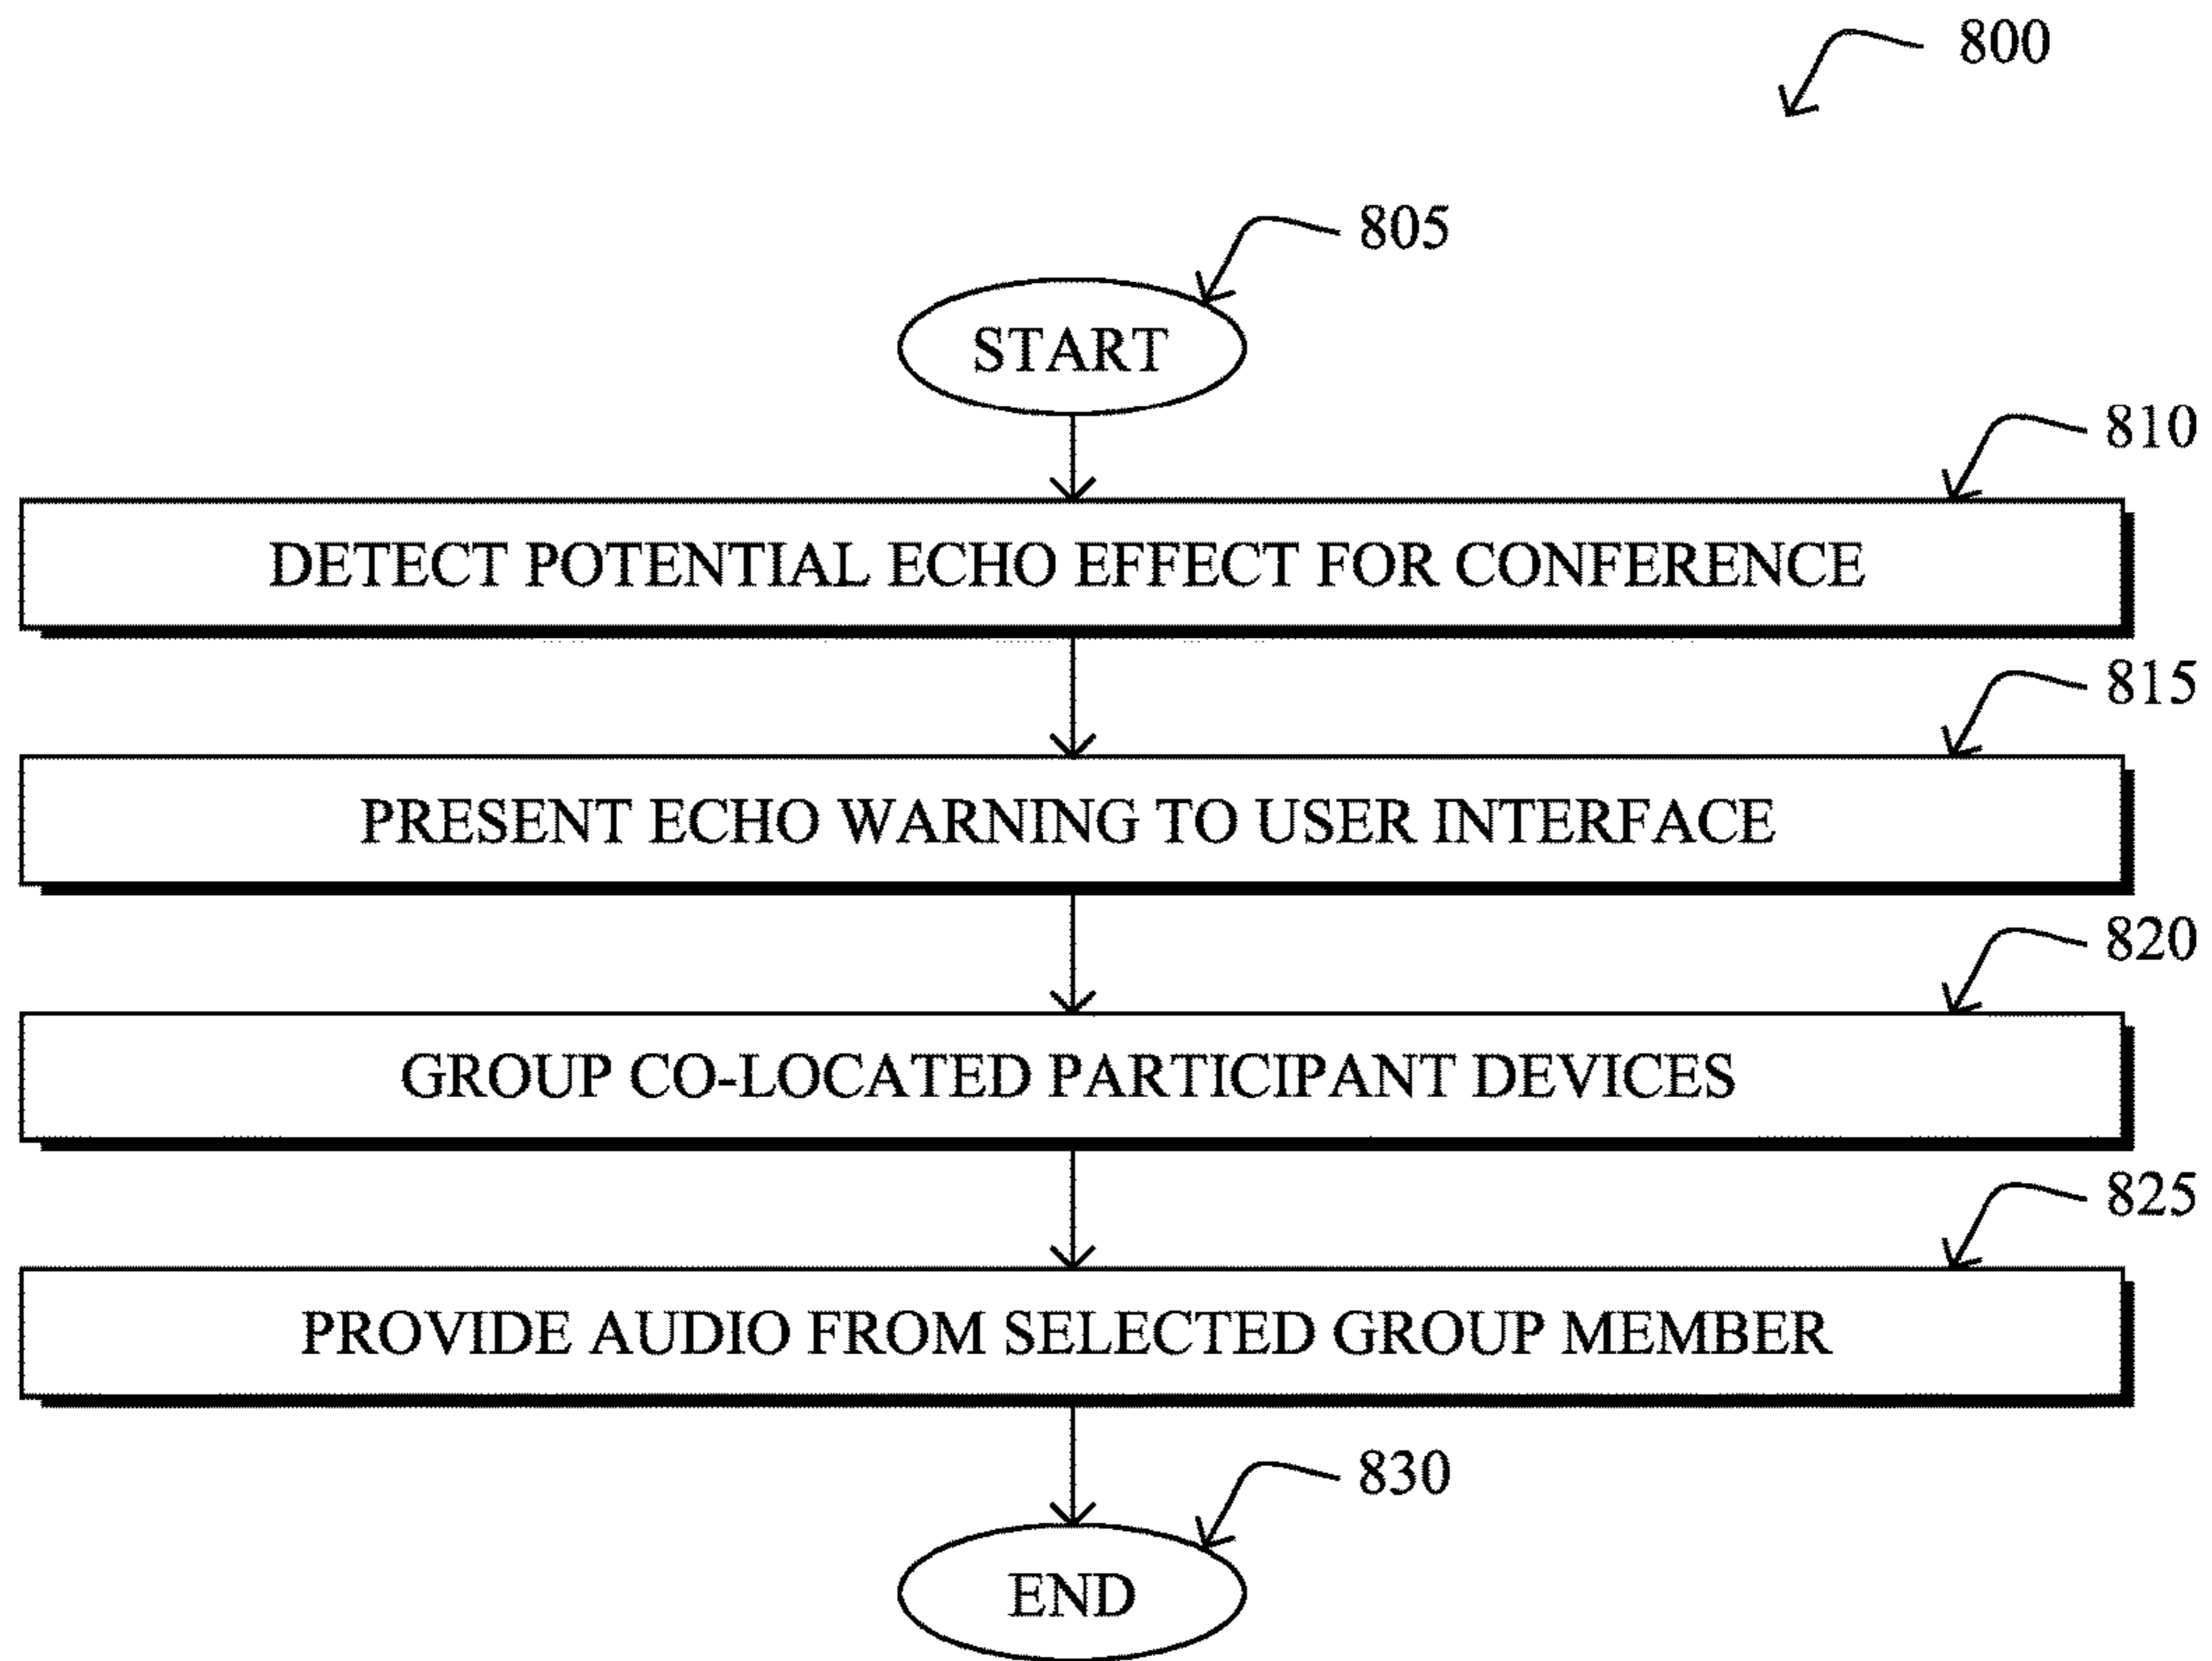 800
805
START
810
DETECT POTENTIAL ECHO EFFECT FOR CONFERENCE
815
PRESENT ECHO WARNING TO USER INTERFACE
820
GROUP CO-LOCATED PARTICIPANT DEVICES
825
PROVIDE AUDIO FROM SELECTED GROUP MEMBER
830
END